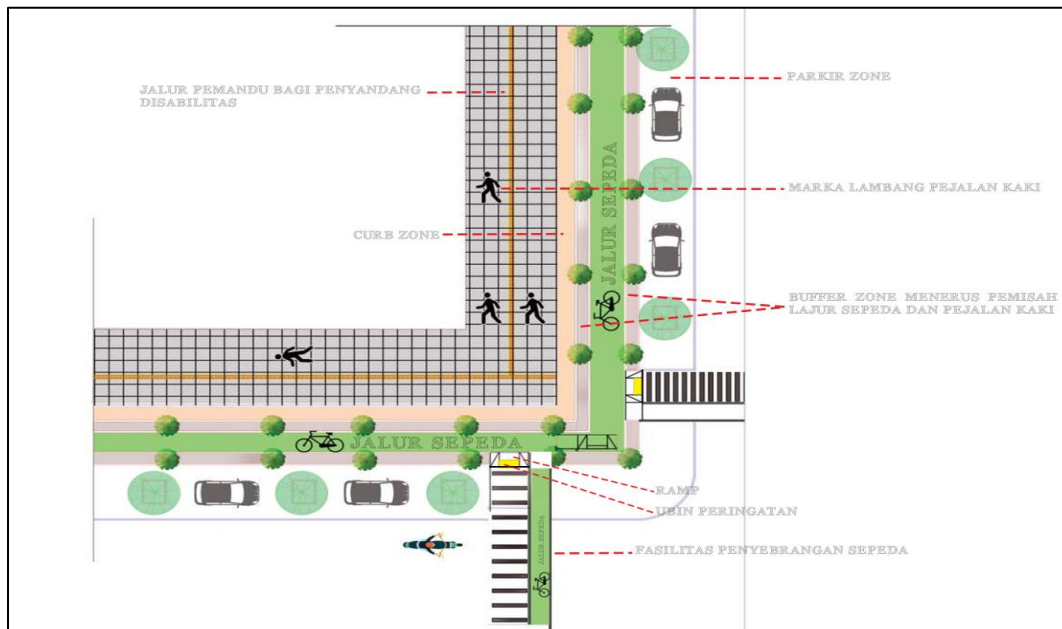 PARKIR ZONE
JALUR PEMANDU BAGI PENYANDANG
DISABILITAS
JALUR SEPEDA
MARKA LAMBANG PEJALAN KAKI
CURB ZONE
BUFFER ZONE MENERUS PEMISAH
LAJUR SEPEDA DAN PEJALAN KAKI
JALUR SEPEDA
RAMP
UBIN PERINGATAN
JALUR SEPEDA
FASILITAS PENYEBRANGAN SEPEDA